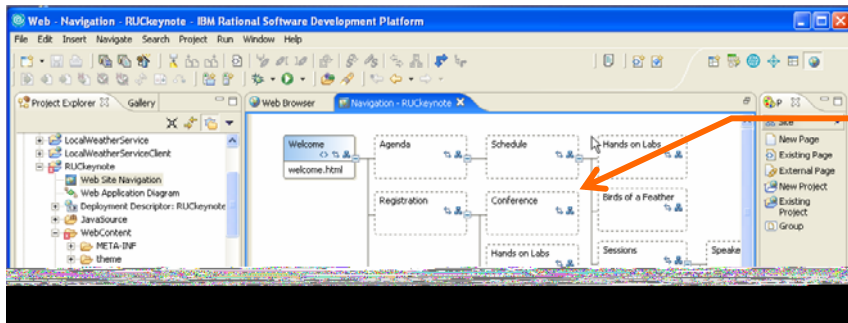 Web - Navigation - RUCkeynote - IBM Rational Software Development Platform
File Edit Insert Navigate Search Project Run Window Help
Project Explorer Gallery
Web Browser Navigation - RUCkeynote
P
LocalWeatherService
LocalWeatherServiceClient
RUCkeynote
Web Site Navigation
Web Application Diagram
Deployment Descriptor: RUCkeynote
JavaSource
WebContent
META-INF
theme
Welcome
welcome.html
Agenda
Schedule
Hands on Labs
Registration
Conference
Birds of a Feather
Hands on Labs
Sessions
Speake
New Page
Existing Page
External Page
New Project
Existing
Project
Group